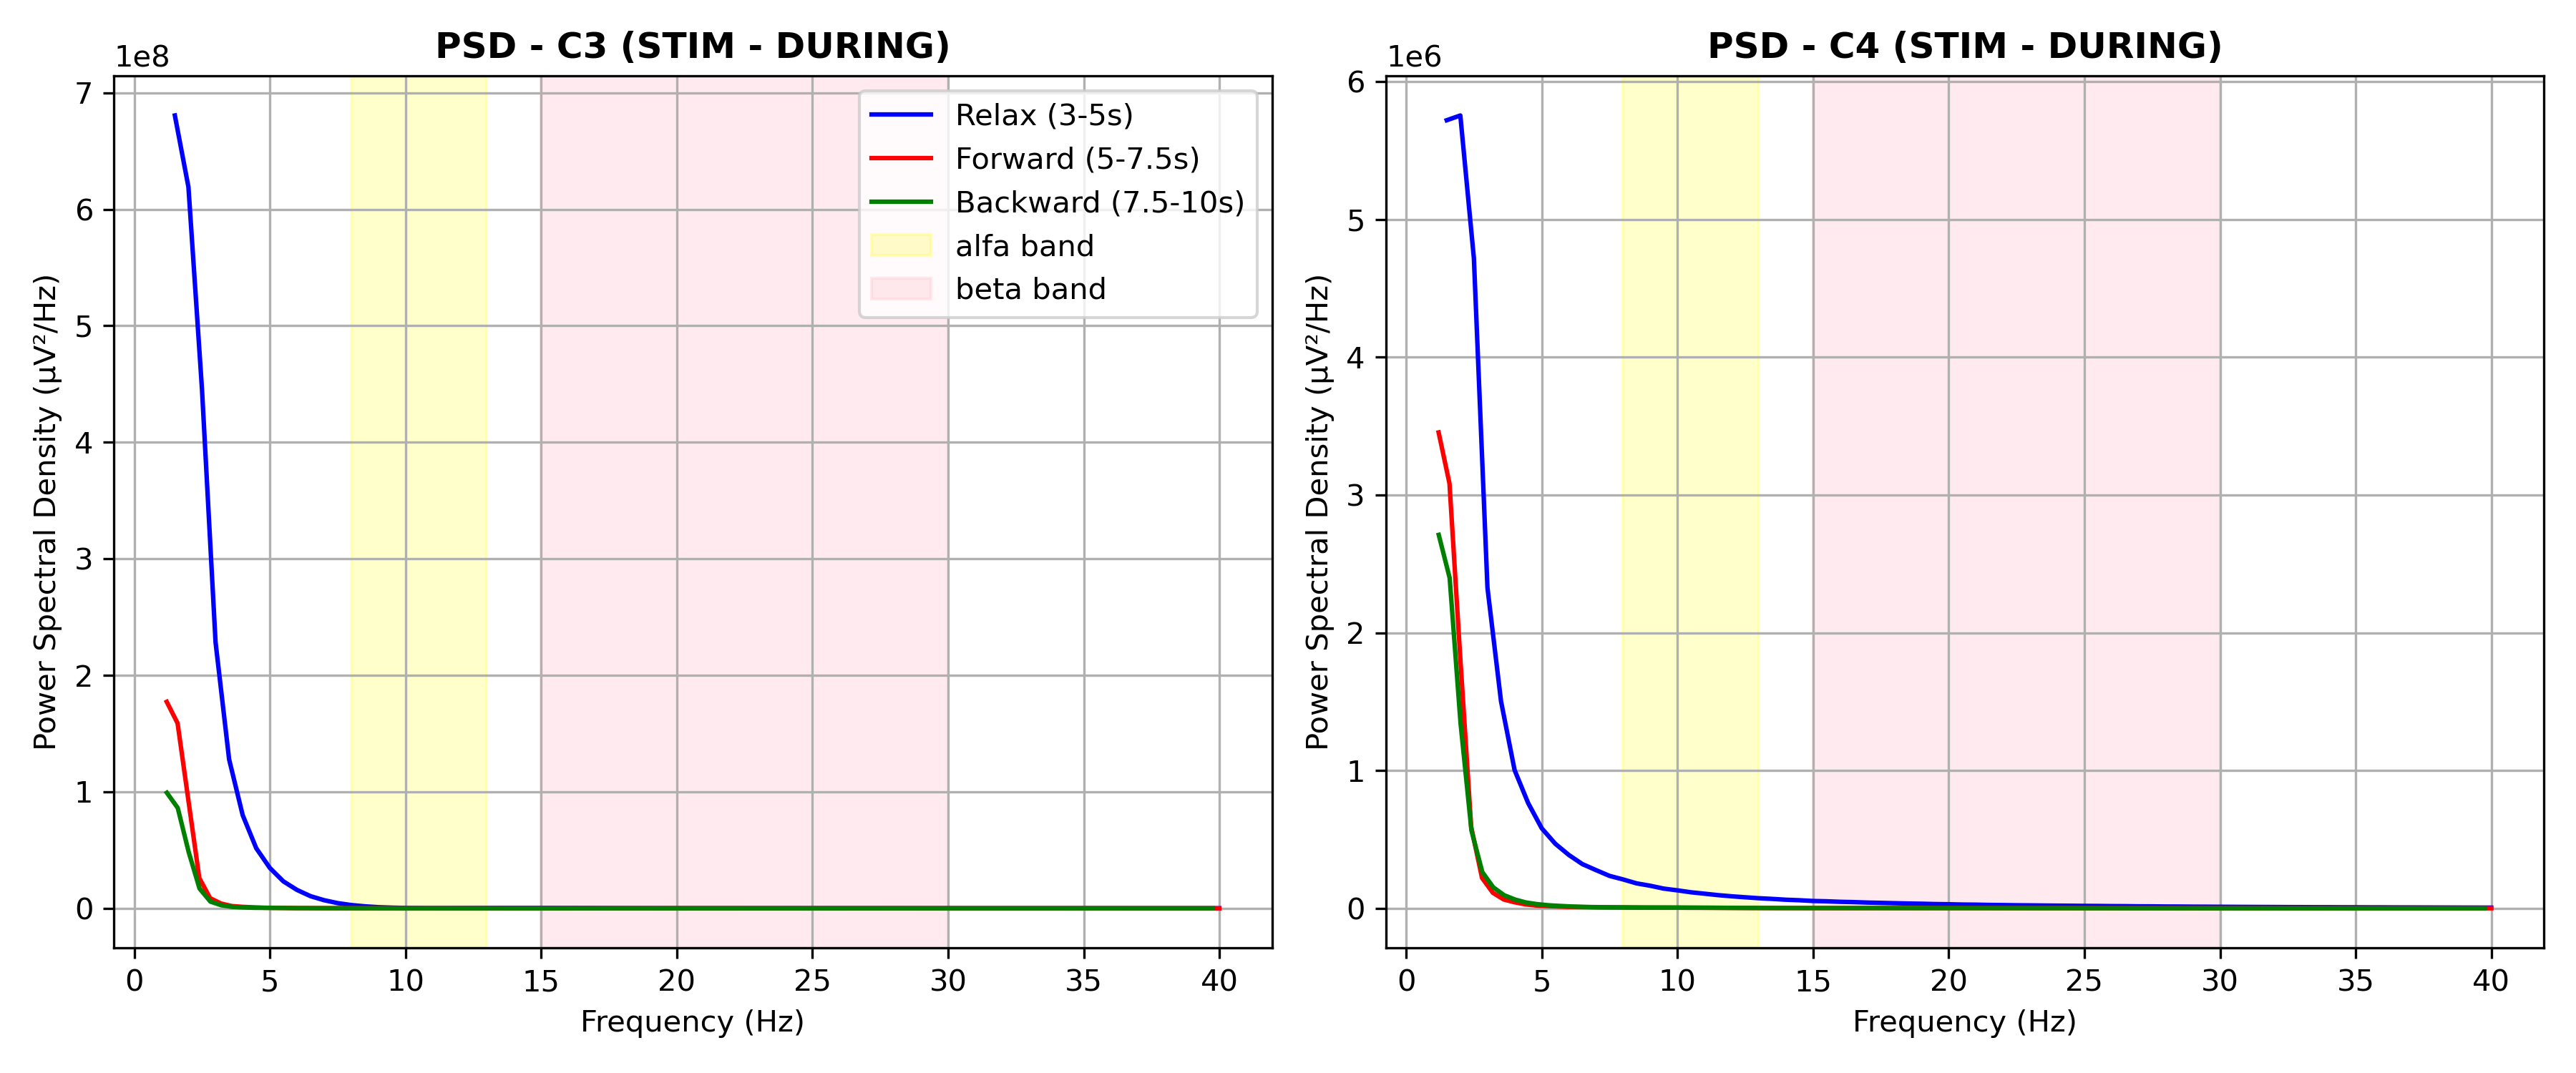 PSD - C3 (STIM - DURING)
1e8
7
6
5
4
3
2
1
0
Power Spectral Density (µV²/Hz)
Relax (3-5s)
Forward (5-7.5s)
Backward (7.5-10s)
alfa band
beta band
0 5 10 15 20 25 30 35 40
Frequency (Hz)
PSD - C4 (STIM - DURING)
1e6
6
5
4
3
2
1
0
Power Spectral Density (µV²/Hz)
0 5 10 15 20 25 30 35 40
Frequency (Hz)